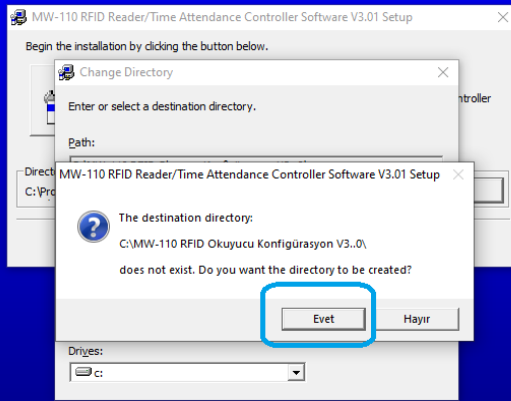 MW-110 RFID Reader/Time Attendance Controller Software V3.01 Setup
Begin the installation by clicking the button below.
Change Directory
Enter or select a destination directory.
Path:
MW-110 RFID Reader/Time Attendance Controller Software V3.01 Setup
The destination directory:
C:\MW-110 RFID Okuyucu Konfigürasyon V3..0\
does not exist. Do you want the directory to be created?
Evet
Hayır
Drives:
c: